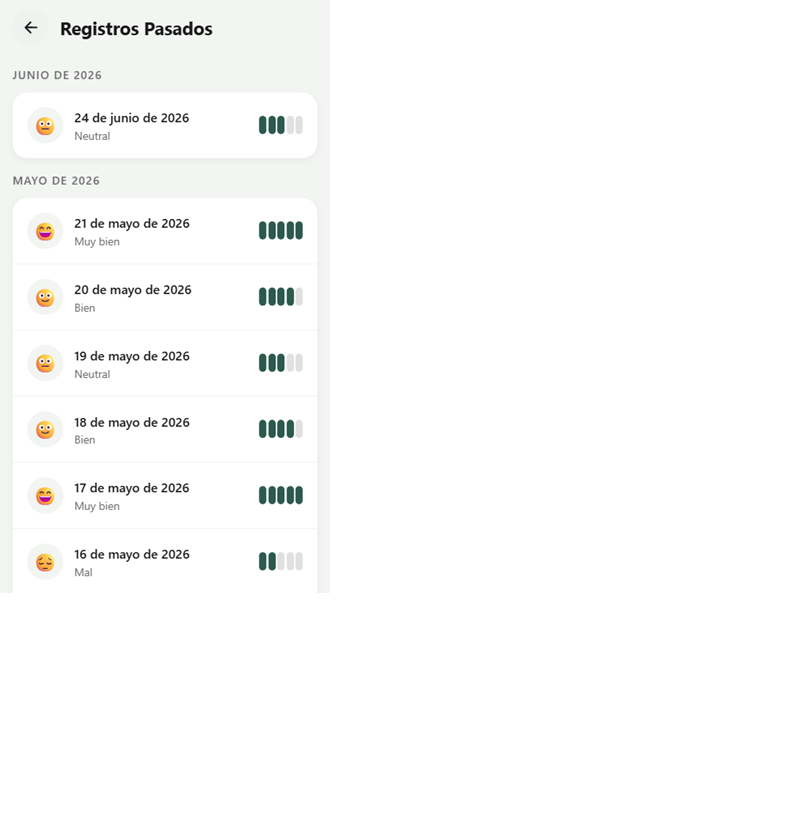 Registros Pasados
JUNIO DE 2026
24 de junio de 2026
Neutral
MAYO DE 2026
21 de mayo de 2026
Muy bien
20 de mayo de 2026
Bien
19 de mayo de 2026
Neutral
18 de mayo de 2026
Bien
17 de mayo de 2026
Muy bien
16 de mayo de 2026
Mal